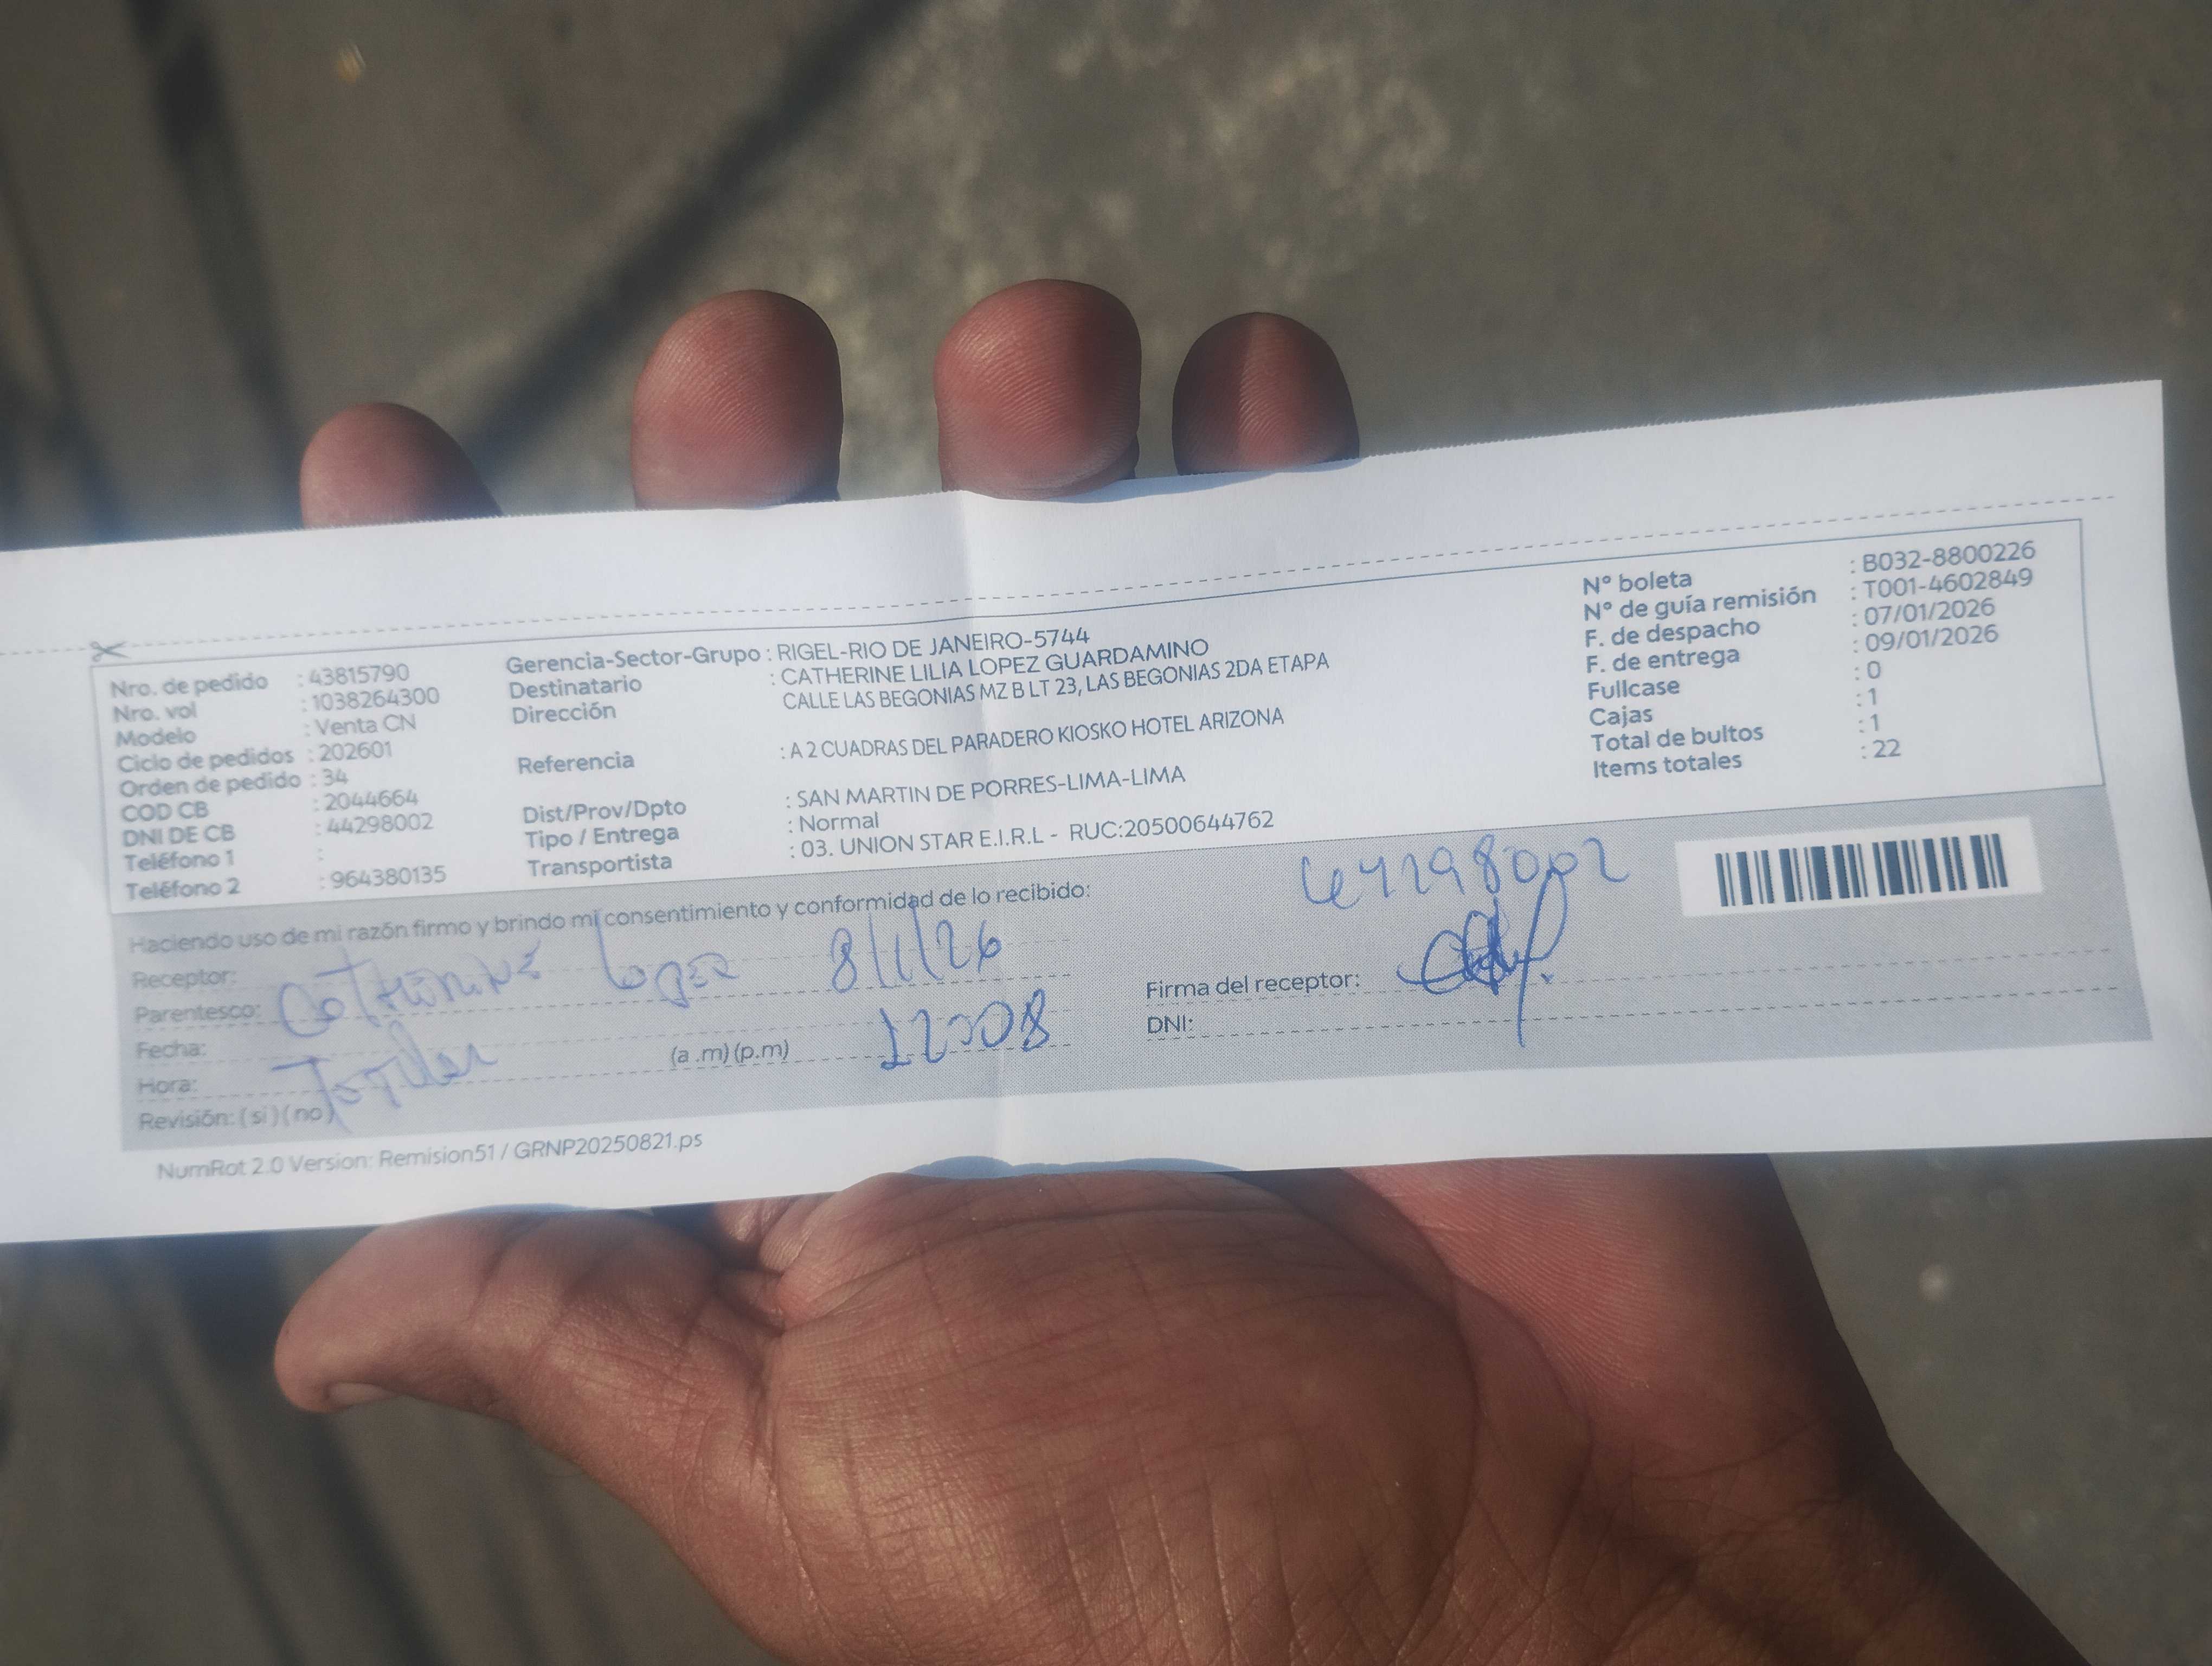 Nro. de pedido : 43815790
Nro. vol : 1038264300
Modelo : Venta CN
Ciclo de pedidos : 202601
Orden de pedido : 34
COD CB : 2044664
DNI DE CB : 44298002
Teléfono 1 :
Teléfono 2 : 964380135
Gerencia-Sector-Grupo : RIGEL-RIO DE JANEIRO-5744
Destinatario : CATHERINE LILIA LOPEZ GUARDAMINO
Dirección CALLE LAS BEGONIAS MZ B LT 23, LAS BEGONIAS 2DA ETAPA
Referencia : A 2 CUADRAS DEL PARADERO KIOSKO HOTEL ARIZONA
Dist/Prov/Dpto : SAN MARTIN DE PORRES-LIMA-LIMA
Tipo / Entrega : Normal
Transportista : 03. UNION STAR E.I.R.L - RUC:20500644762
N° boleta : B032-8800226
N° de guía remisión : T001-4602849
F. de despacho : 07/01/2026
F. de entrega : 09/01/2026
Fullcase : 0
Cajas : 1
Total de bultos : 1
Items totales : 22
Haciendo uso de mi razón firmo y brindo mi consentimiento y conformidad de lo recibido:
Receptor:
Parentesco: Lopez 8/1/26
Fecha:
Hora: (a .m) (p.m)
Revisión: ( si ) ( no )
44298002
Firma del receptor:
DNI:
NumRot 2.0 Version: Remision51 / GRNP20250821.ps